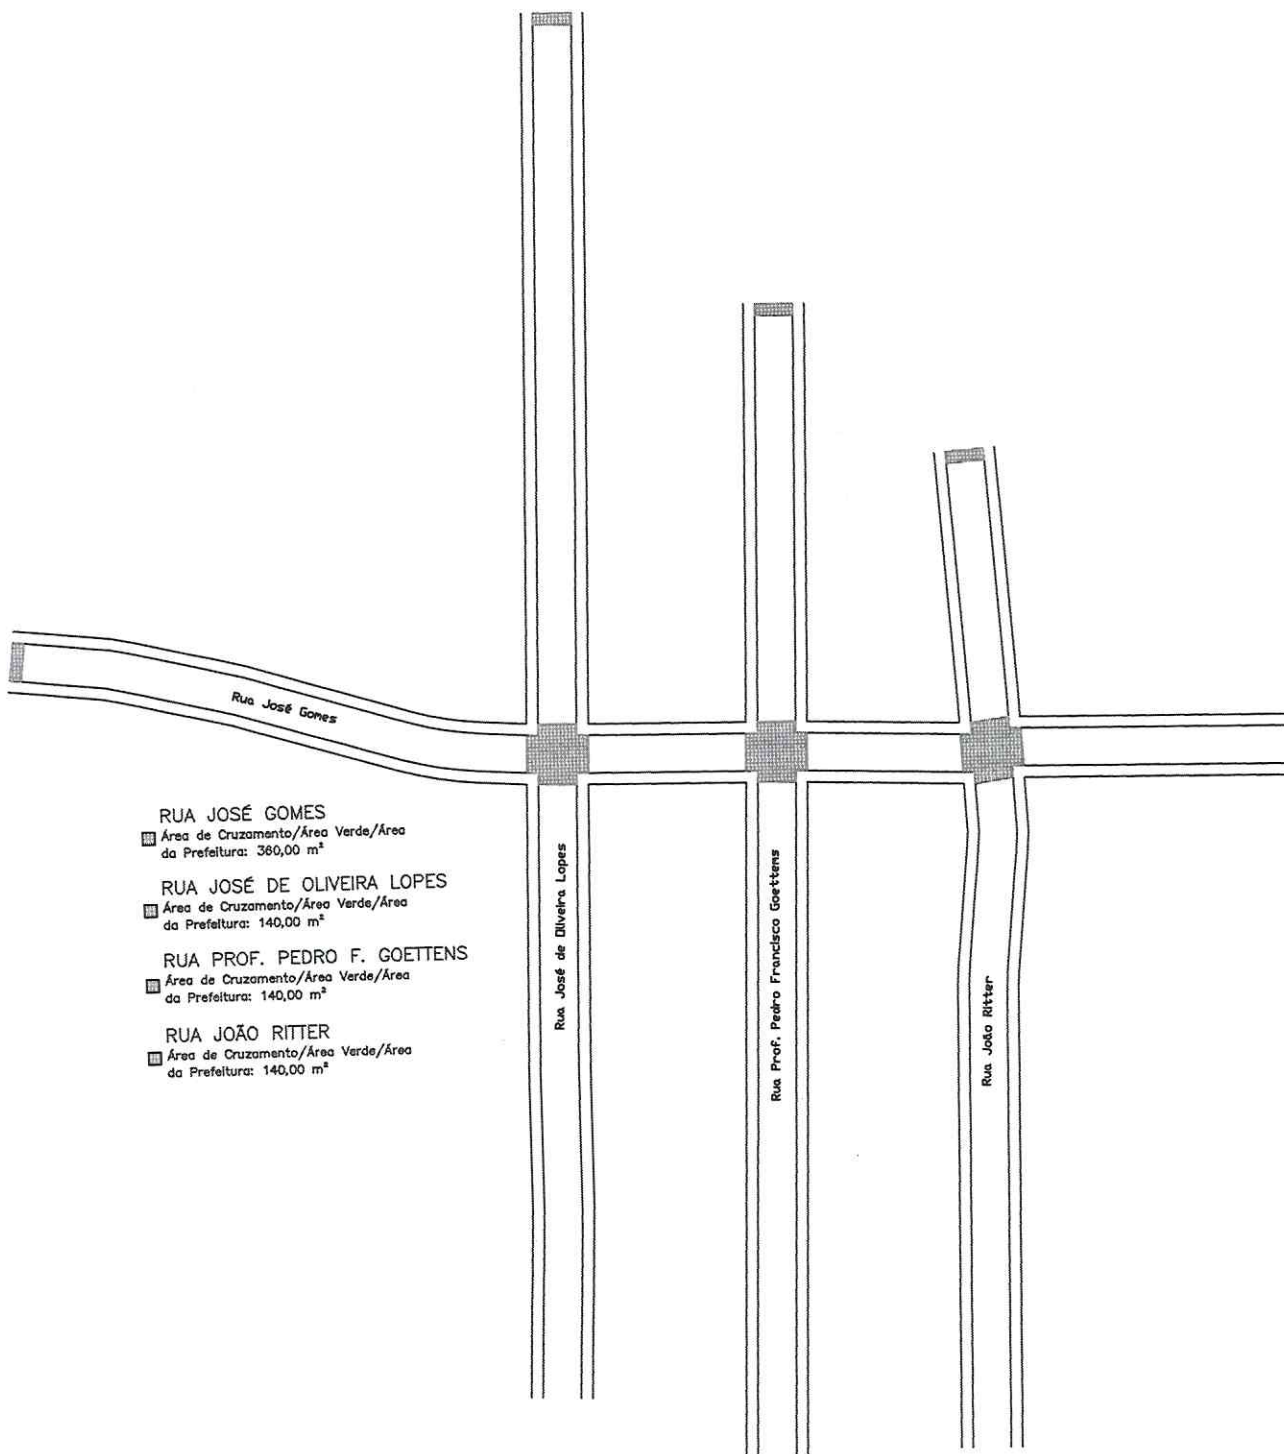 Rua José Gomes
RUA JOSÉ GOMES
Área de Cruzamento/Área Verde/Área
da Prefeitura: 360,00 m²
RUA JOSÉ DE OLIVEIRA LOPES
Área de Cruzamento/Área Verde/Área
da Prefeitura: 140,00 m²
RUA PROF. PEDRO F. GOETTENS
Área de Cruzamento/Área Verde/Área
da Prefeitura: 140,00 m²
RUA JOÃO RITTER
Área de Cruzamento/Área Verde/Área
da Prefeitura: 140,00 m²
Rua José de Oliveira Lopes
Rua Prof. Pedro Francisco Goettens
Rua João Ritter